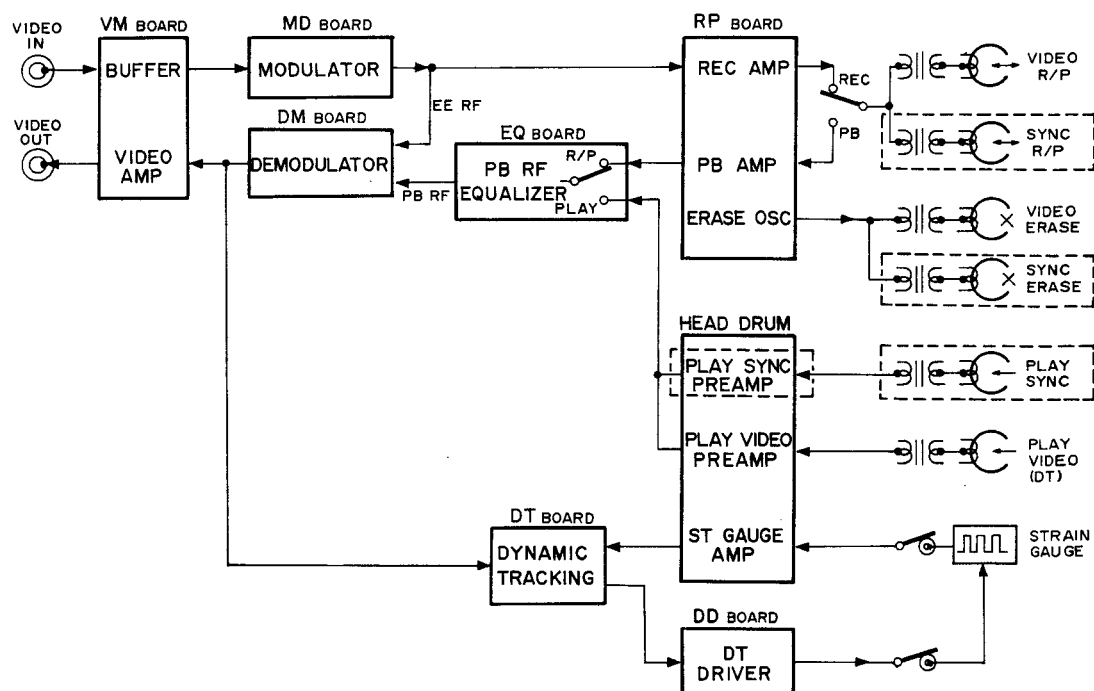 VIDEO
IN
VM BOARD
BUFFER
VIDEO
AMP
VIDEO
OUT
MD BOARD
MODULATOR
EE RF
DM BOARD
DEMODULATOR
PB RF
EQ BOARD
R/P
PB RF
EQUALIZER
PLAY
RP BOARD
REC AMP
PB AMP
ERASE OSC
REC
PB
VIDEO
R/P
SYNC
R/P
VIDEO
ERASE
SYNC
ERASE
HEAD DRUM
PLAY SYNC
PREAMP
PLAY VIDEO
PREAMP
ST GAUGE
AMP
PLAY
SYNC
PLAY
VIDEO
(DT)
STRAIN
GAUGE
DT BOARD
DYNAMIC
TRACKING
DD BOARD
DT
DRIVER